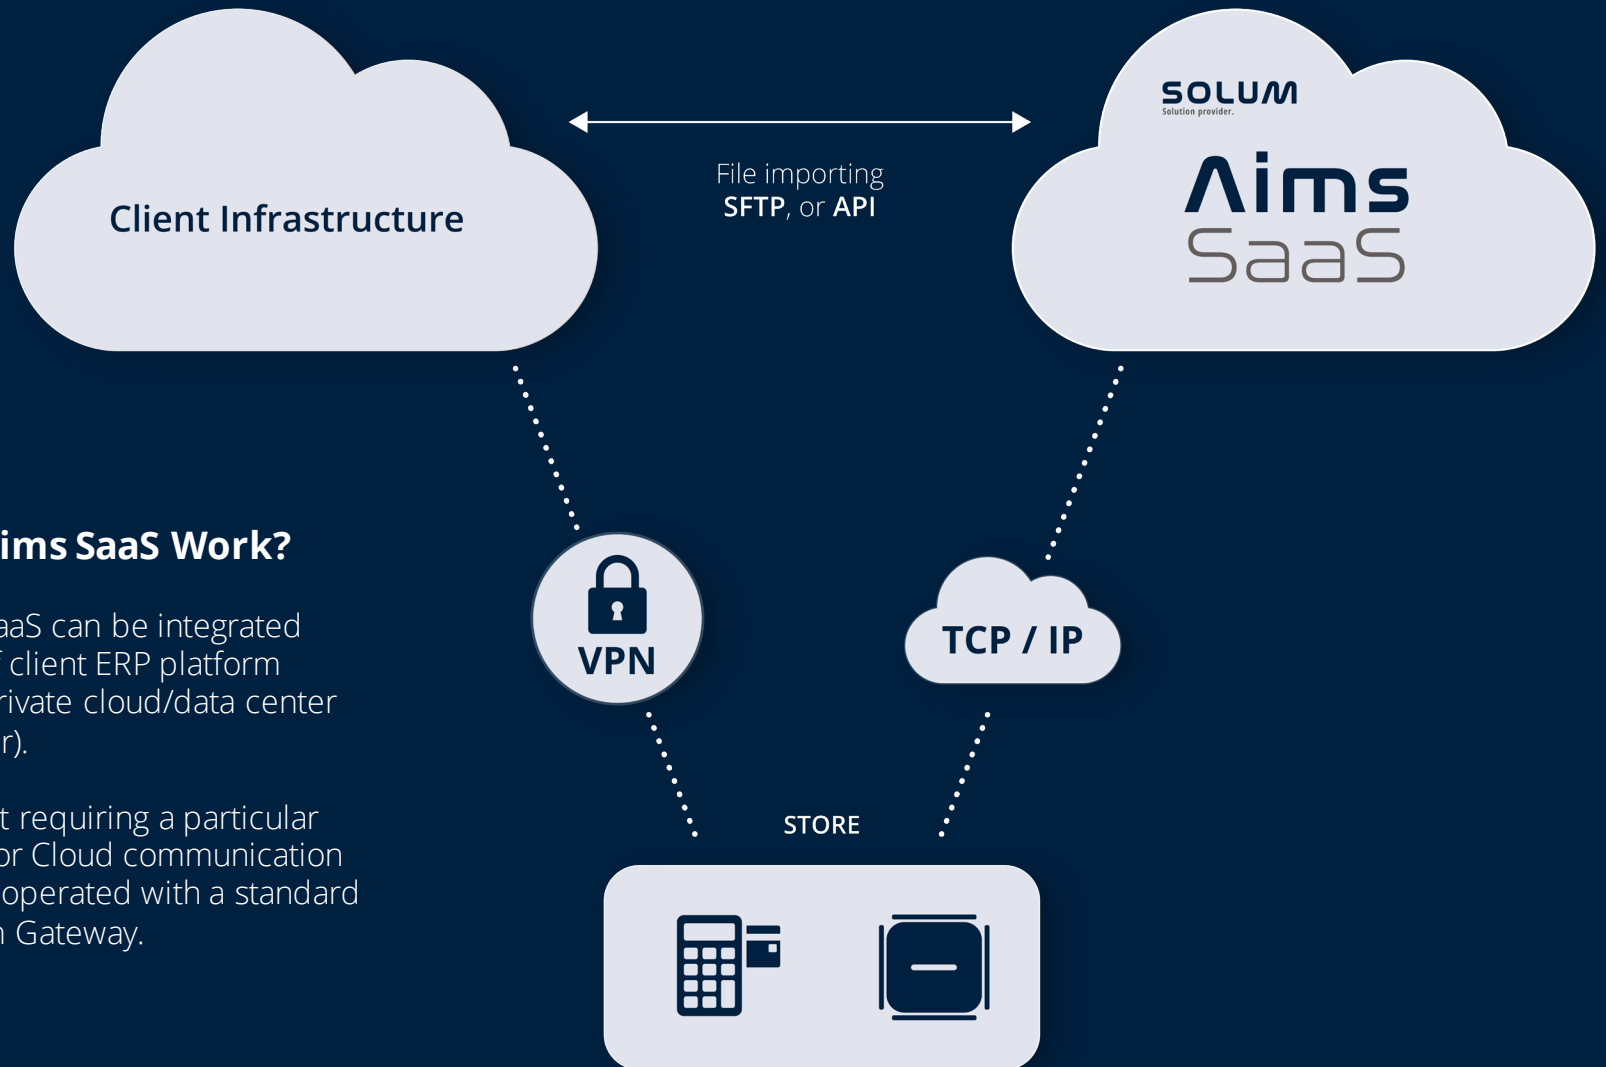 SOLUM
Solution provider.
Aims
SaaS
Client Infrastructure
File importing
SFTP, or API
ims SaaS Work?
aaS can be integrated
client ERP platform
rivate cloud/data center
r).
t requiring a particular
or Cloud communication
operated with a standard
Gateway.
VPN
TCP / IP
STORE